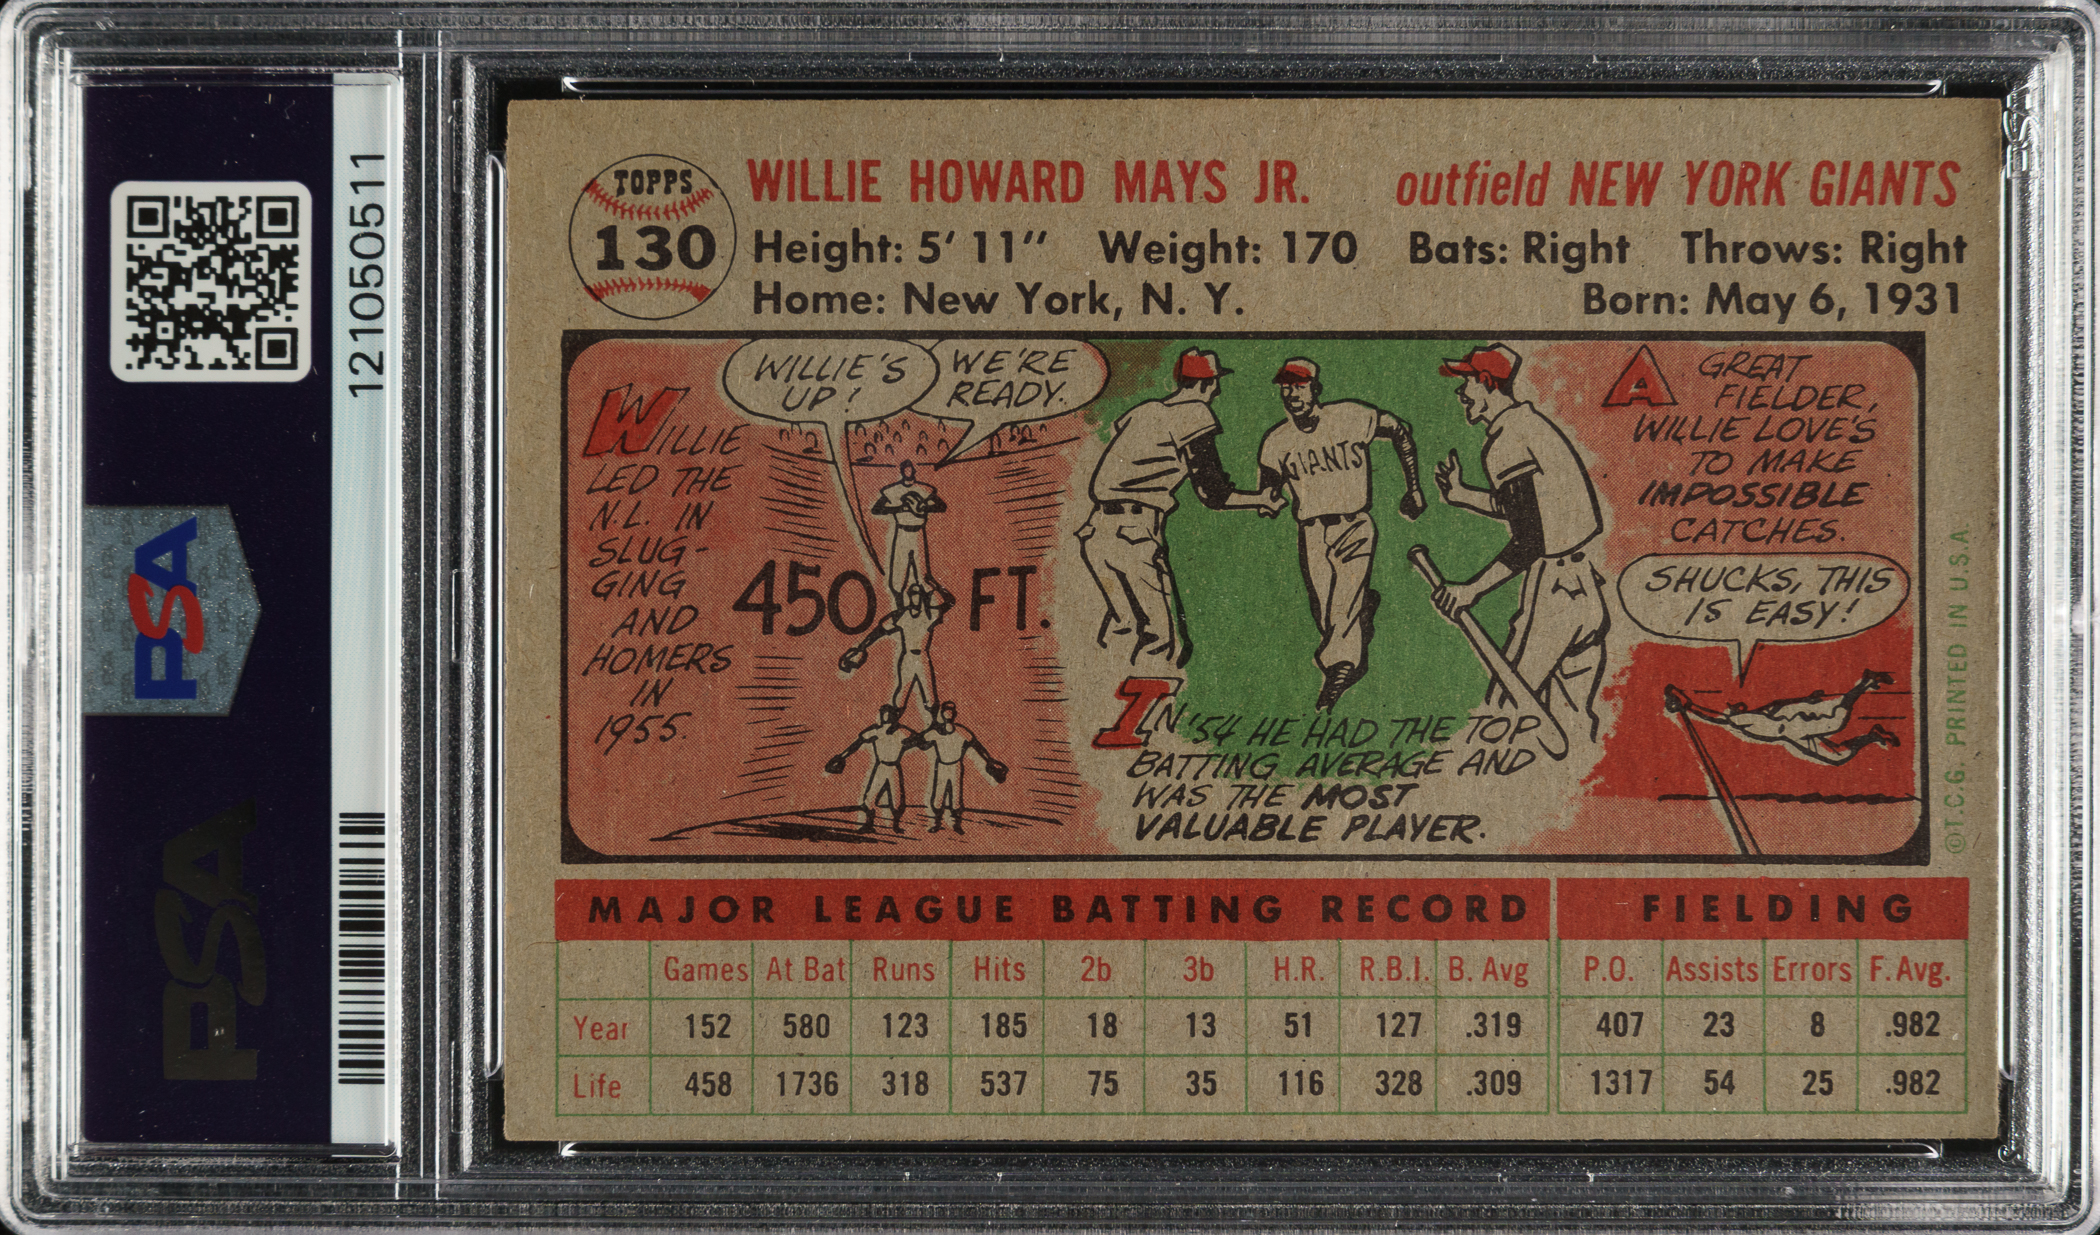 121050511
PSA
PSA
TOPPS
130
WILLIE HOWARD MAYS JR. outfield NEW YORK GIANTS
Height: 5' 11" Weight: 170 Bats: Right Throws: Right
Home: New York, N. Y. Born: May 6, 1931
WILLIE
LED THE
N.L. IN
SLUG-
GING
AND
HOMERS
IN
1955.
WILLIE'S
UP!
WE'RE
READY.
450 FT.
GIANTS
IN '54 HE HAD THE TOP
BATTING AVERAGE AND
WAS THE MOST
VALUABLE PLAYER.
A GREAT
FIELDER,
WILLIE LOVE'S
TO MAKE
IMPOSSIBLE
CATCHES.
SHUCKS, THIS
IS EASY!
©T.C.G. PRINTED IN U.S.A.
MAJOR LEAGUE BATTING RECORD FIELDING
Games At Bat Runs Hits 2b 3b H.R. R.B.I. B. Avg P.O. Assists Errors F. Avg.
Year 152 580 123 185 18 13 51 127 .319 407 23 8 .982
Life 458 1736 318 537 75 35 116 328 .309 1317 54 25 .982